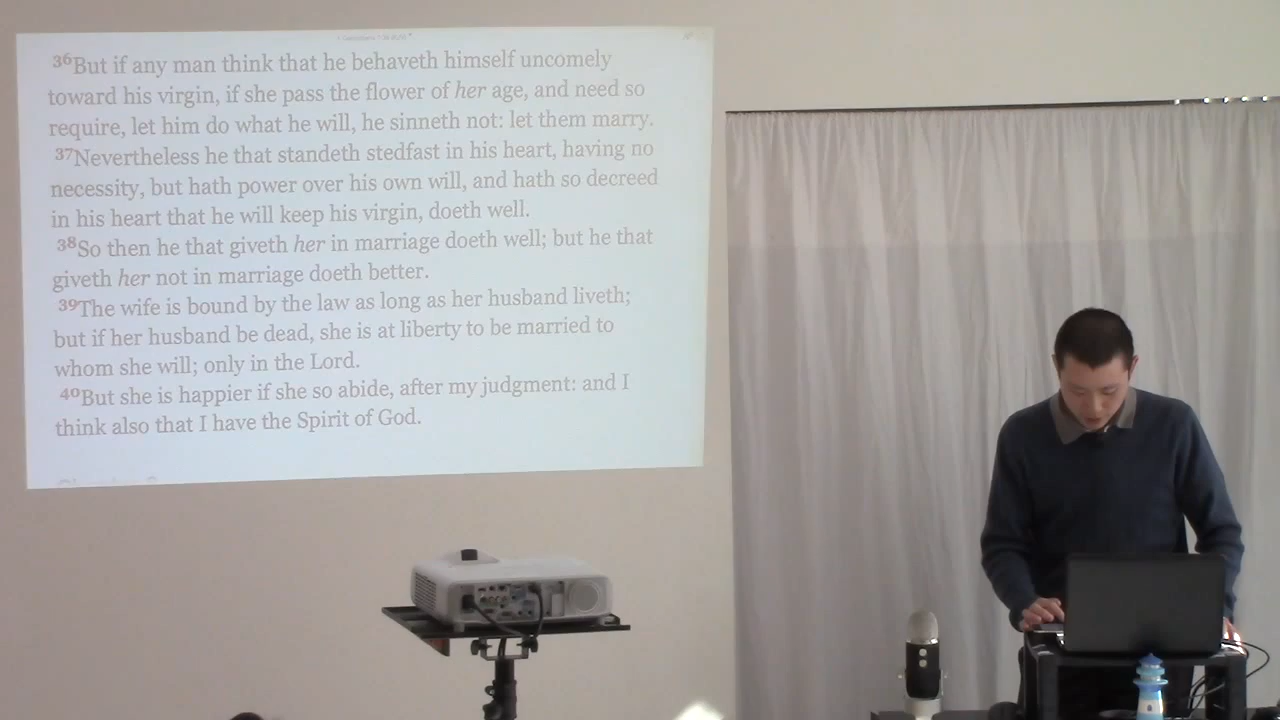 36But if any man think that he behaveth himself uncomely
toward his virgin, if she pass the flower of her age, and need so
require, let him do what he will, he sinneth not: let them marry.
37Nevertheless he that standeth stedfast in his heart, having no
necessity, but hath power over his own will, and hath so decreed
in his heart that he will keep his virgin, doeth well.
38So then he that giveth her in marriage doeth well; but he that
giveth her not in marriage doeth better.
39The wife is bound by the law as long as her husband liveth;
but if her husband be dead, she is at liberty to be married to
whom she will; only in the Lord.
40But she is happier if she so abide, after my judgment: and I
think also that I have the Spirit of God.